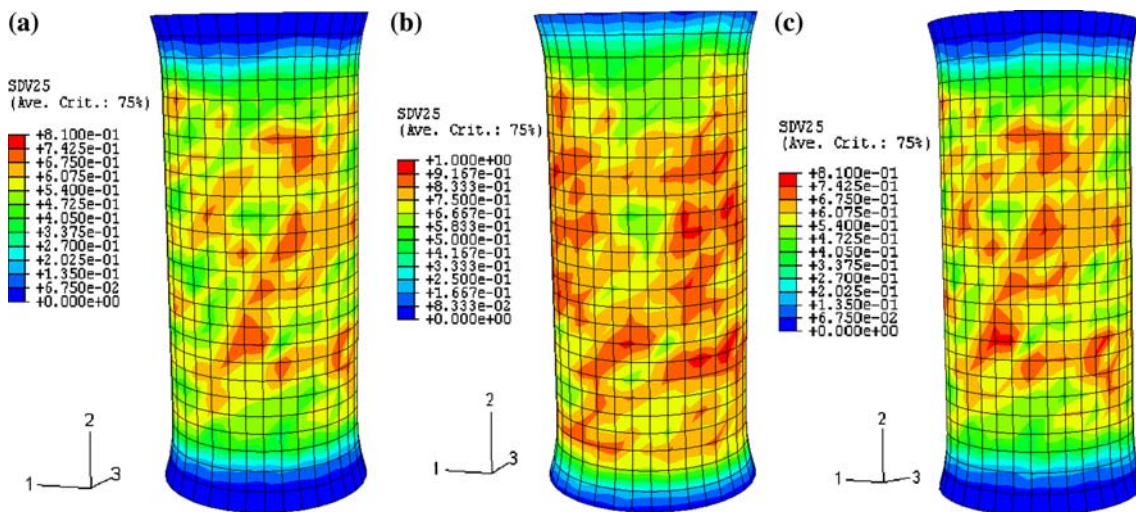 (a)
SDV25
(Ave. Crit.: 75%)
+8.100e-01
+7.425e-01
+6.750e-01
+6.075e-01
+5.400e-01
+4.725e-01
+4.050e-01
+3.375e-01
+2.700e-01
+2.025e-01
+1.350e-01
+6.750e-02
+0.000e+00
2
1
3
(b)
SDV25
(Ave. Crit.: 75%)
+1.000e+00
+9.167e-01
+8.333e-01
+7.500e-01
+6.667e-01
+5.833e-01
+5.000e-01
+4.167e-01
+3.333e-01
+2.500e-01
+1.667e-01
+8.333e-02
+0.000e+00
2
1
3
(c)
SDV25
(Ave. Crit.: 75%)
+8.100e-01
+7.425e-01
+6.750e-01
+6.075e-01
+5.400e-01
+4.725e-01
+4.050e-01
+3.375e-01
+2.700e-01
+2.025e-01
+1.350e-01
+6.750e-02
+0.000e+00
2
1
3